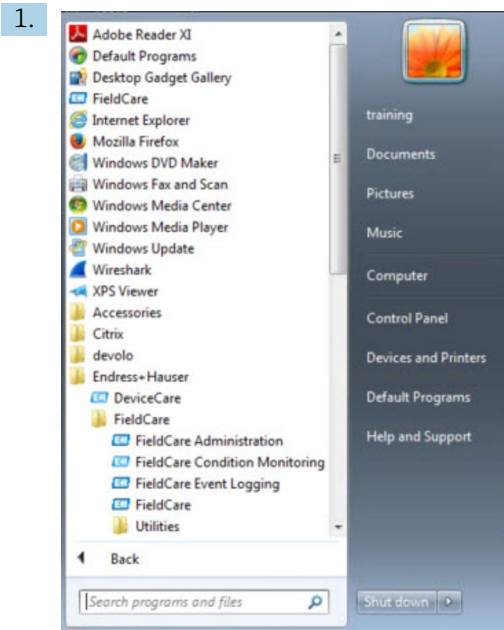 1.
Adobe Reader XI
Default Programs
Desktop Gadget Gallery
FieldCare
Internet Explorer
Mozilla Firefox
Windows DVD Maker
Windows Fax and Scan
Windows Media Center
Windows Media Player
Windows Update
Wireshark
XPS Viewer
Accessories
Citrix
devolo
Endress+Hauser
DeviceCare
FieldCare
FieldCare Administration
FieldCare Condition Monitoring
FieldCare Event Logging
FieldCare
Utilities
Back
Search programs and files
training
Documents
Pictures
Music
Computer
Control Panel
Devices and Printers
Default Programs
Help and Support
Shut down